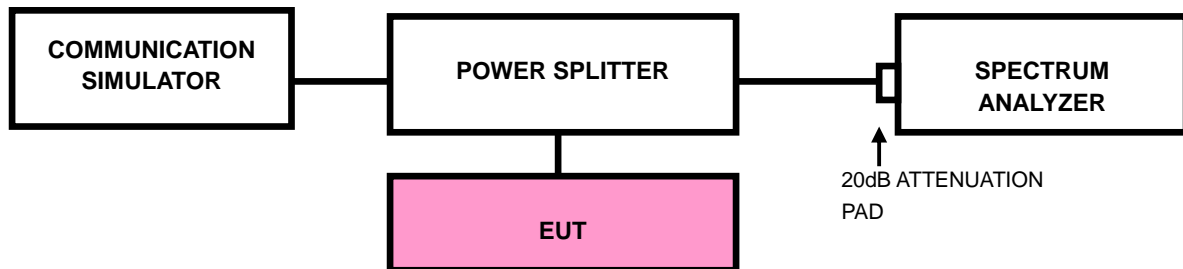 COMMUNICATION
SIMULATOR
POWER SPLITTER
SPECTRUM
ANALYZER
20dB ATTENUATION
PAD
EUT